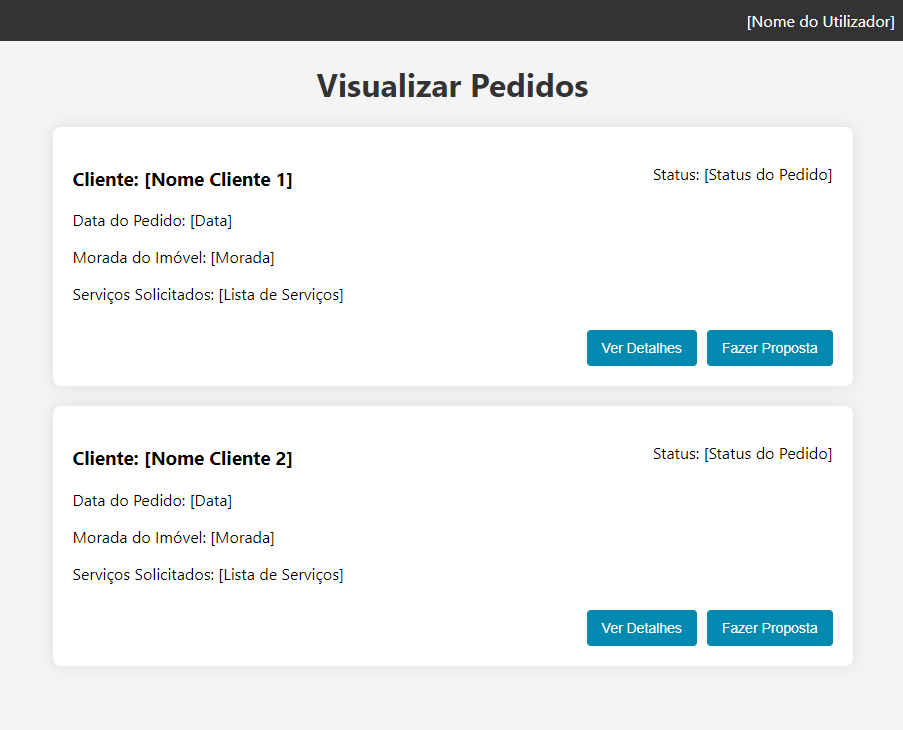 [Nome do Utilizador]
Visualizar Pedidos
Cliente: [Nome Cliente 1]
Status: [Status do Pedido]
Data do Pedido: [Data]
Morada do Imóvel: [Morada]
Serviços Solicitados: [Lista de Serviços]
Ver Detalhes
Fazer Proposta
Cliente: [Nome Cliente 2]
Status: [Status do Pedido]
Data do Pedido: [Data]
Morada do Imóvel: [Morada]
Serviços Solicitados: [Lista de Serviços]
Ver Detalhes
Fazer Proposta